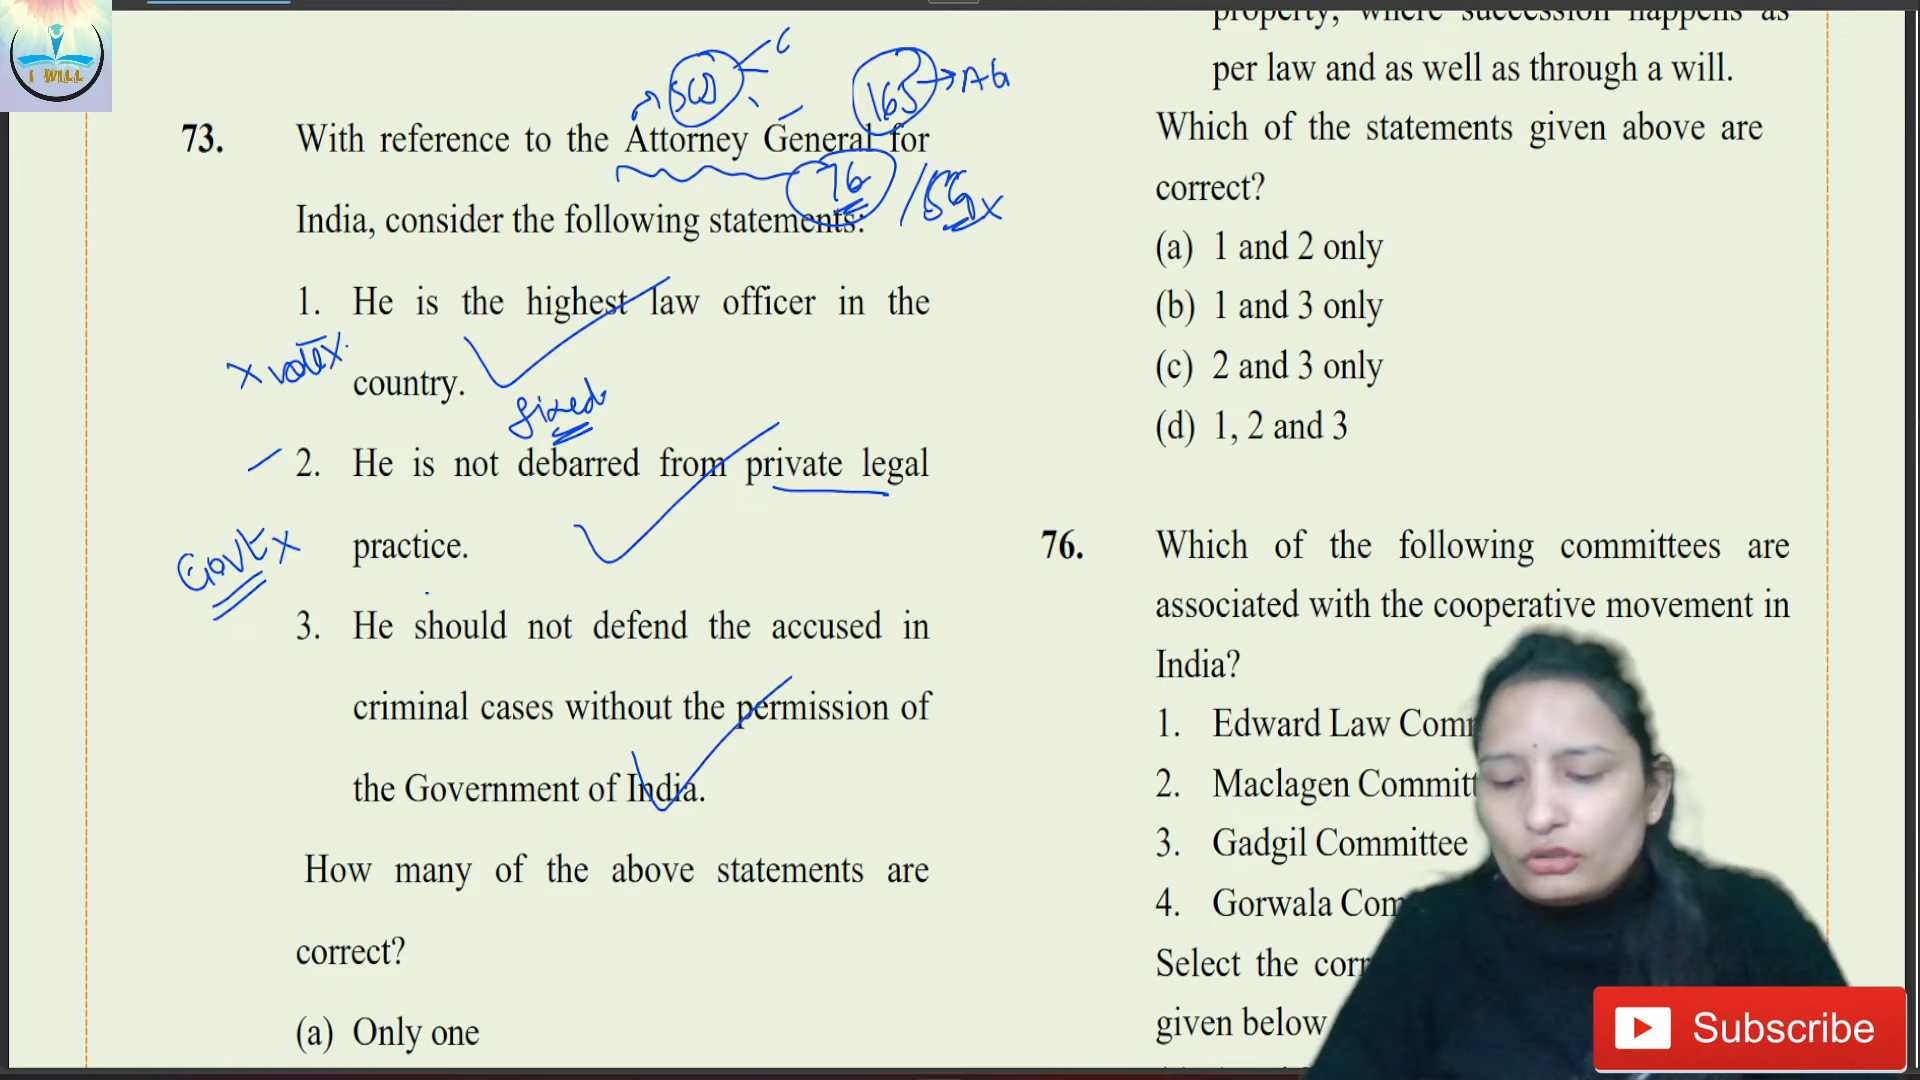 I WILL
73. With reference to the Attorney General for
India, consider the following statements:
1. He is the highest law officer in the
country.
2. He is not debarred from private legal
practice.
3. He should not defend the accused in
criminal cases without the permission of
the Government of India.
How many of the above statements are
correct?
(a) Only one
165 → AG
76
X vote X
fixed
Govt X
property, where succession happens as
per law and as well as through a will.
Which of the statements given above are
correct?
(a) 1 and 2 only
(b) 1 and 3 only
(c) 2 and 3 only
(d) 1, 2 and 3
76. Which of the following committees are
associated with the cooperative movement in
India?
1. Edward Law Comm
2. Maclagen Committ
3. Gadgil Committee
4. Gorwala Com
Select the corr
given below
Subscribe